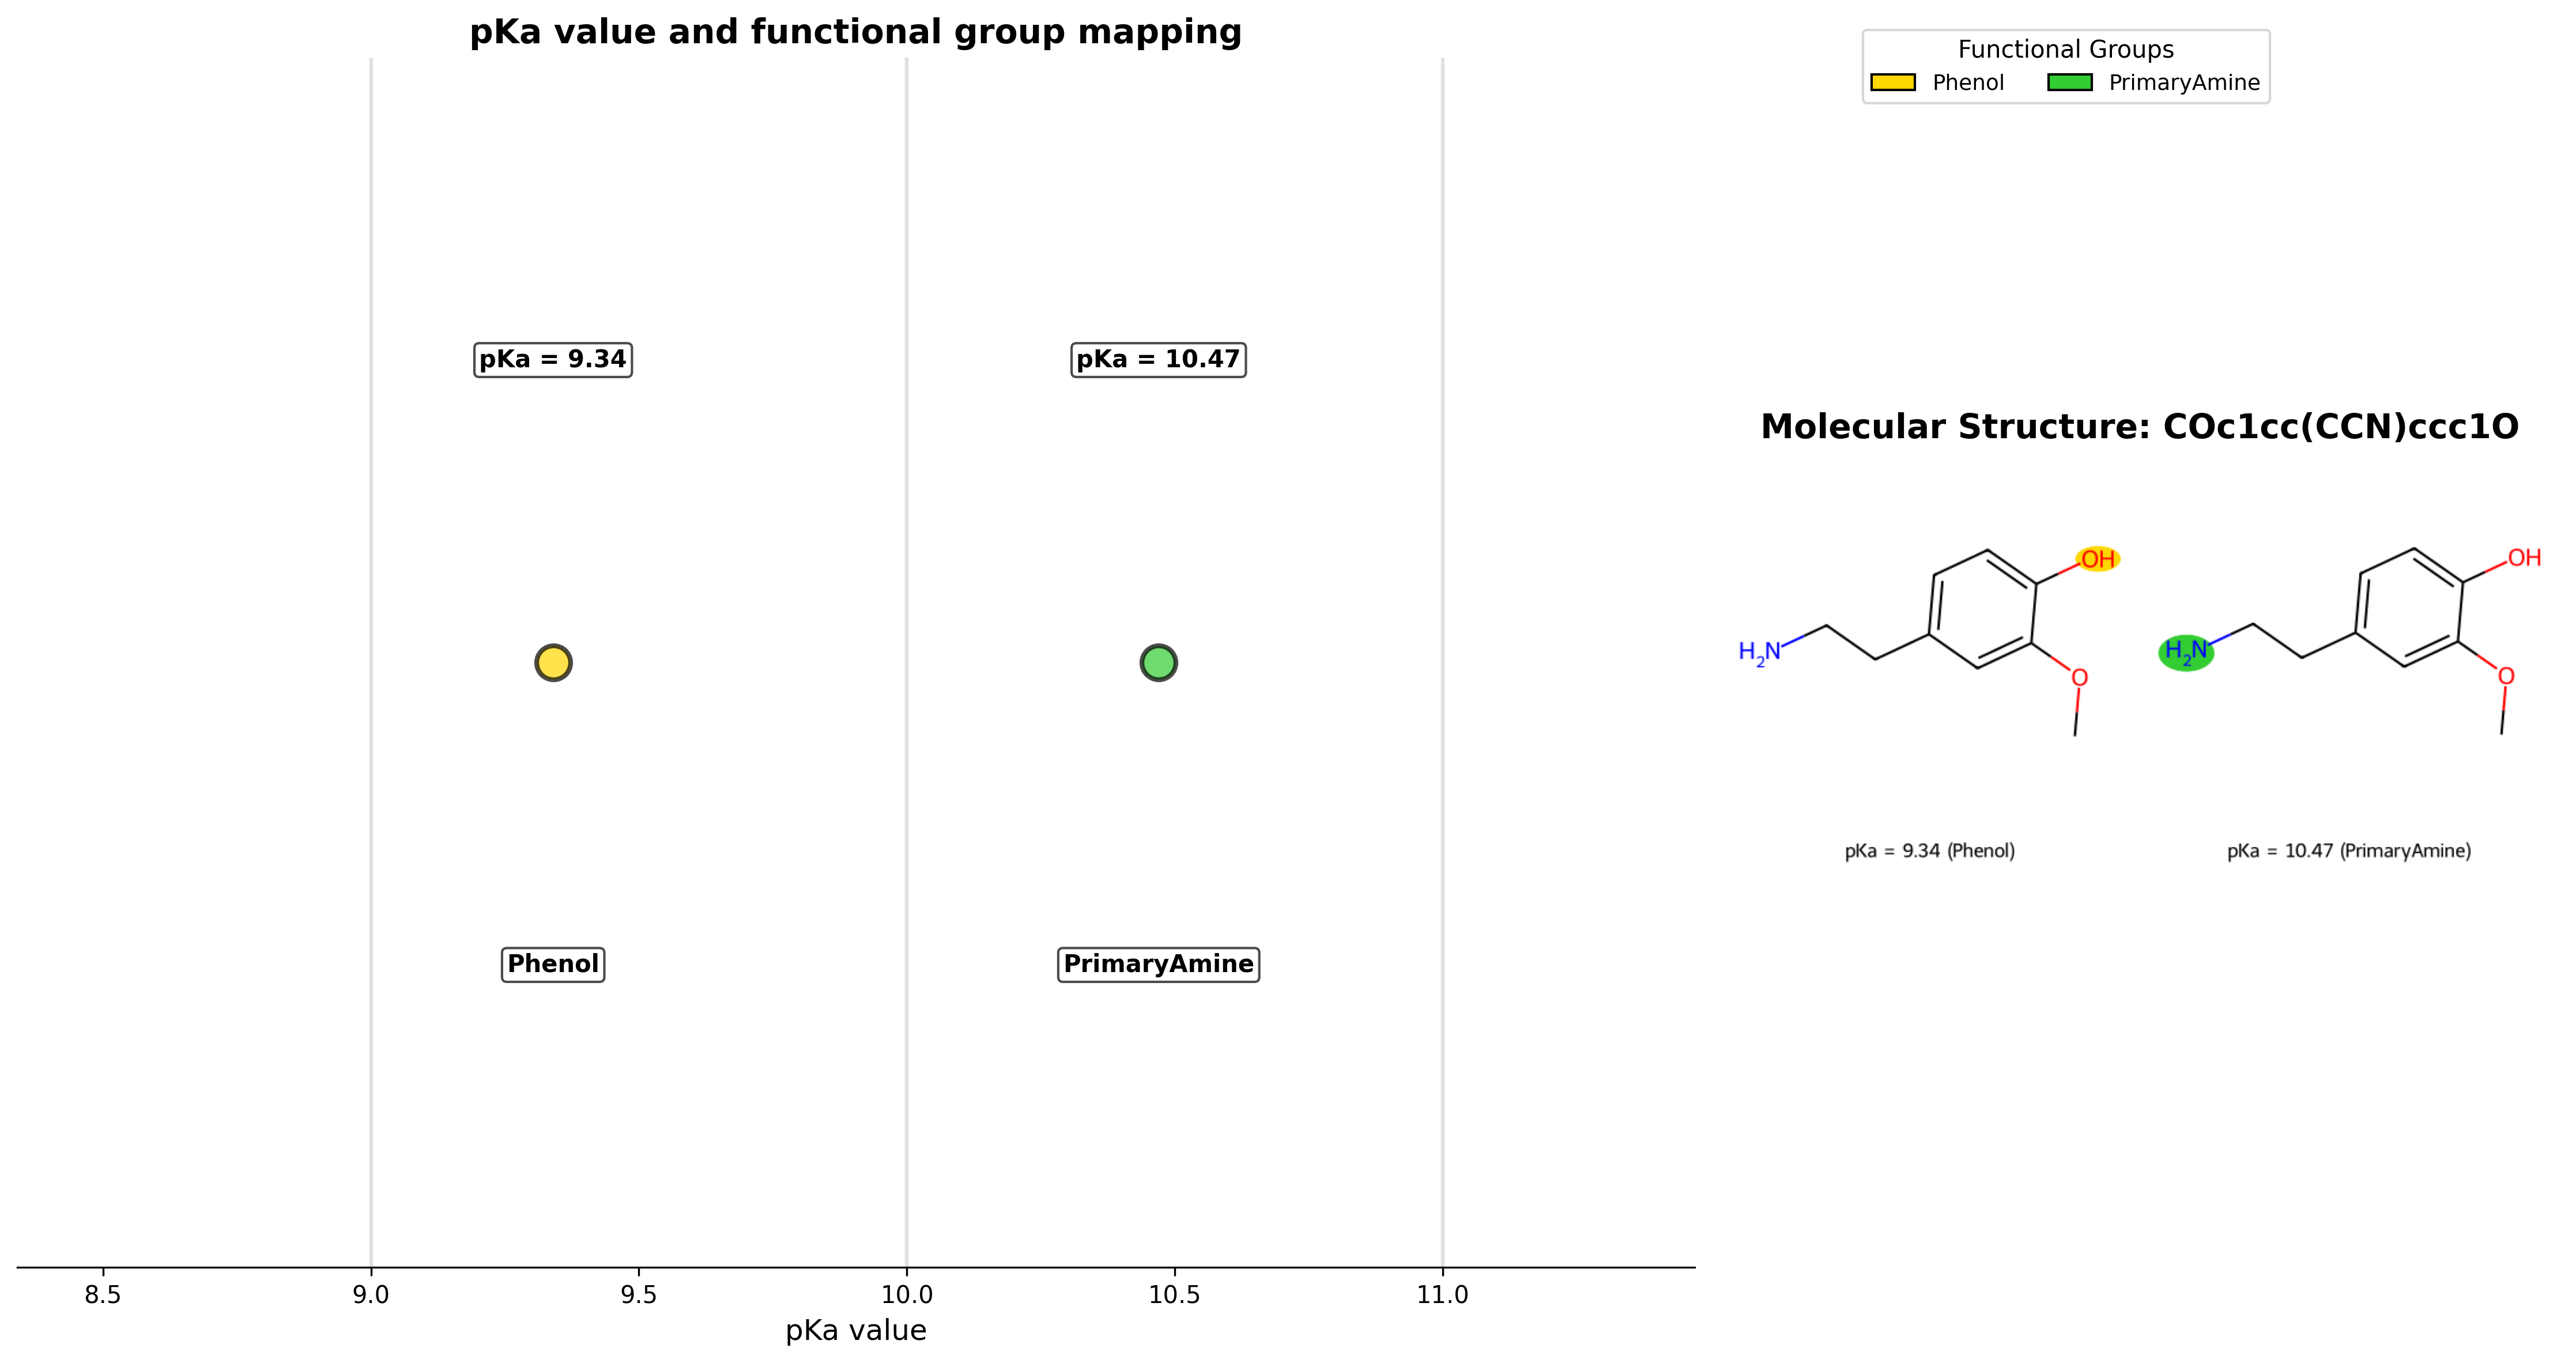 pKa value and functional group mapping
pKa = 9.34
pKa = 10.47
Phenol
PrimaryAmine
8.5
9.0
9.5
10.0
10.5
11.0
pKa value
Functional Groups
Phenol
PrimaryAmine
Molecular Structure: COc1cc(CCN)ccc1O
OH
H2N
O
OH
H2N
O
pKa = 9.34 (Phenol)
pKa = 10.47 (PrimaryAmine)